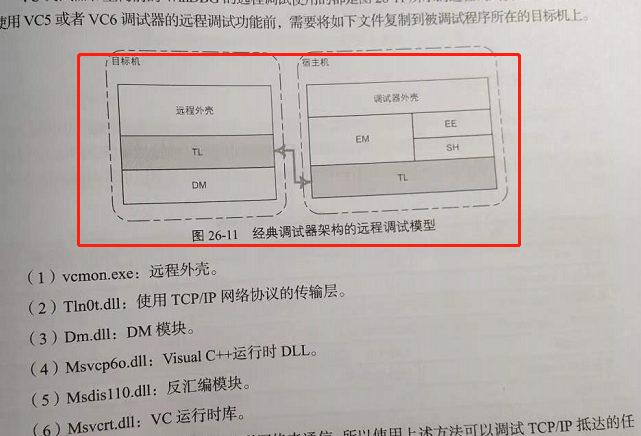 使用 VC5 或者 VC6 调试器的远程调试功能前，需要将如下文件复制到被调试程序所在的目标机上。
目标机
宿主机
远程外壳
TL
DM
调试器外壳
EM
EE
SH
TL
图 26-11 经典调试器架构的远程调试模型
（1）vcmon.exe：远程外壳。
（2）Tln0t.dll：使用 TCP/IP 网络协议的传输层。
（3）Dm.dll：DM 模块。
（4）Msvcp6o.dll：Visual C++运行时 DLL。
（5）Msdis110.dll：反汇编模块。
（6）Msvcrt.dll：VC 运行时库。
所以使用上述方法可以调试 TCP/IP 抵达的任